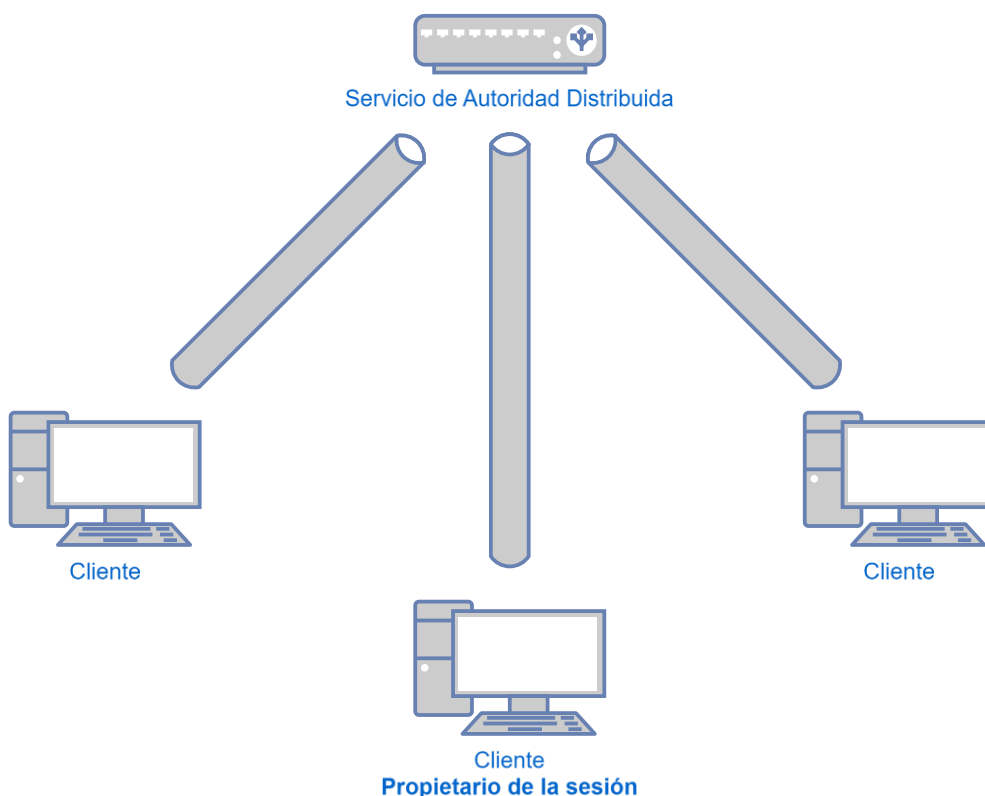 Servicio de Autoridad Distribuida
Cliente
Cliente
Cliente
Propietario de la sesión